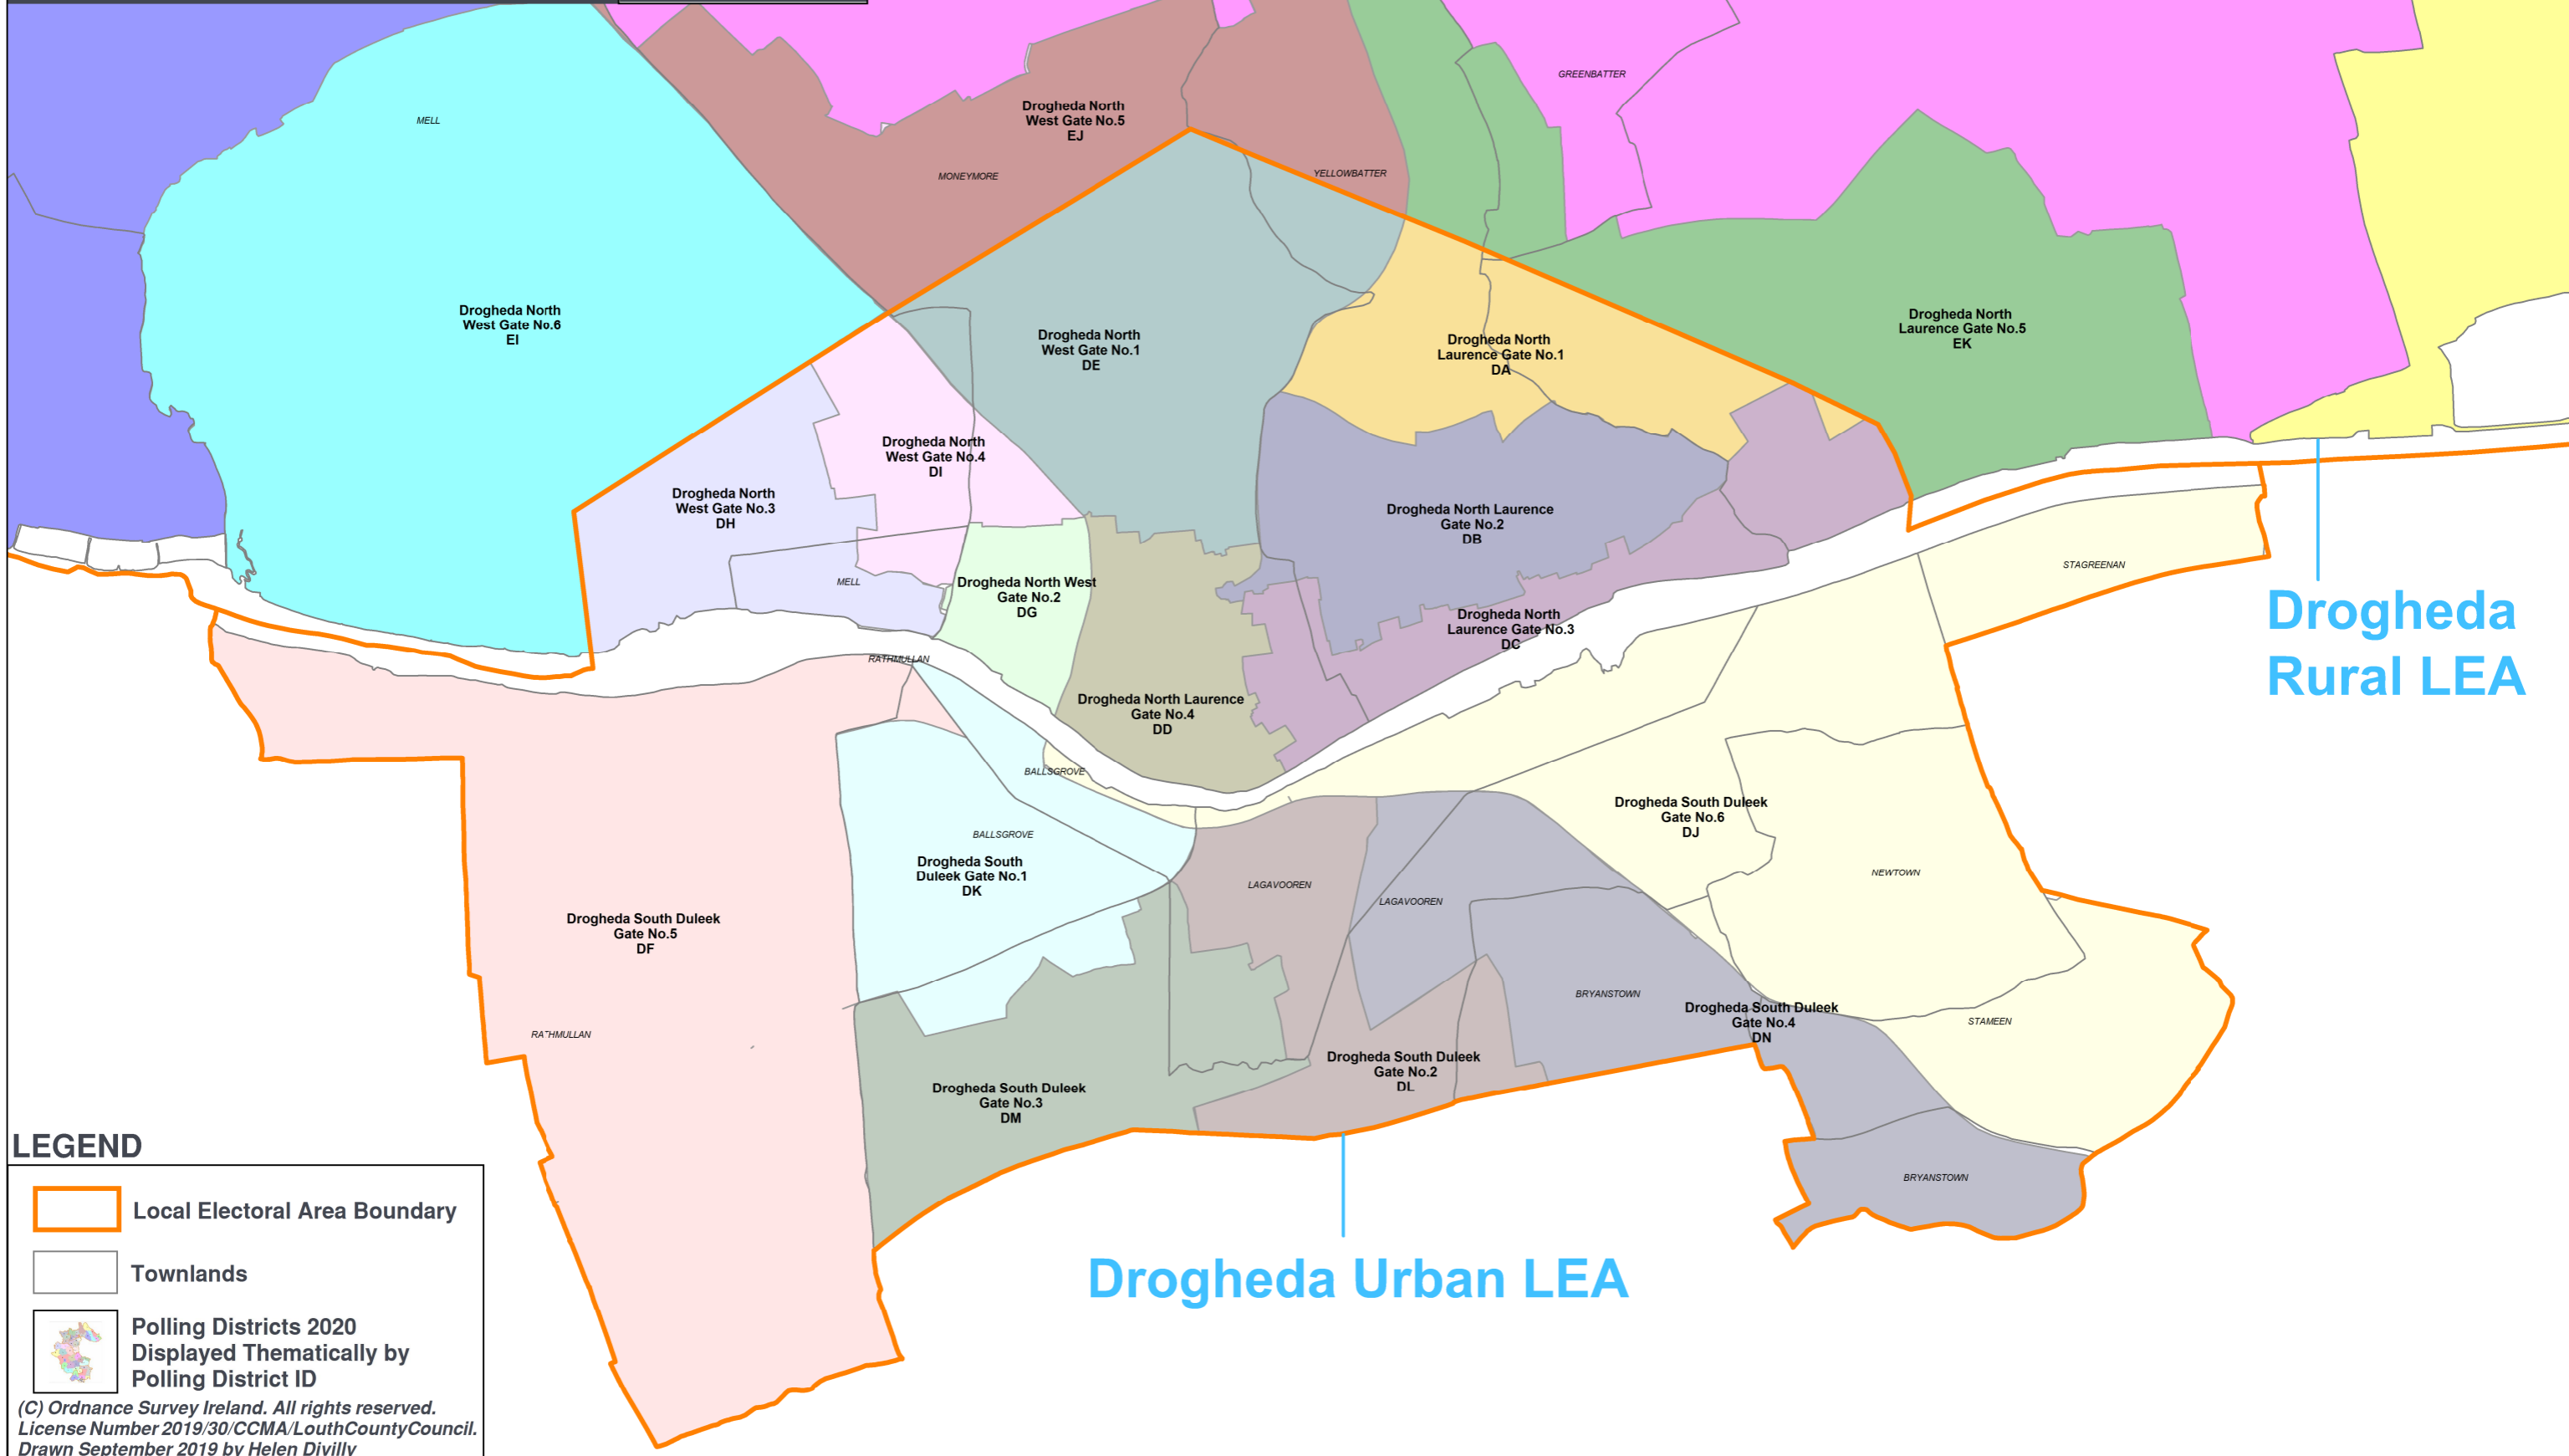 GREENBATTER
MELL
Drogheda North
West Gate No.5
EJ
MONEYMORE
YELLOWBATTER
Drogheda North
West Gate No.6
EI
Drogheda North
West Gate No.1
DE
Drogheda North
Laurence Gate No.1
DA
Drogheda North
Laurence Gate No.5
EK
Drogheda North
West Gate No.4
DI
Drogheda North
West Gate No.3
DH
Drogheda North Laurence
Gate No.2
DB
MELL
Drogheda North West
Gate No.2
DG
STAGREENAN
Drogheda
Rural LEA
Drogheda North
Laurence Gate No.3
DC
RATHMULLAN
Drogheda North Laurence
Gate No.4
DD
BALLSGROVE
Drogheda South Duleek
Gate No.6
DJ
BALLSGROVE
Drogheda South
Duleek Gate No.1
DK
LAGAVOOREN
LAGAVOOREN
NEWTOWN
Drogheda South Duleek
Gate No.5
DF
BRYANSTOWN
Drogheda South Duleek
Gate No.4
DN
STAMEEN
RATHMULLAN
Drogheda South Duleek
Gate No.2
DL
Drogheda South Duleek
Gate No.3
DM
BRYANSTOWN
Drogheda Urban LEA
LEGEND
Local Electoral Area Boundary
Townlands
Polling Districts 2020
Displayed Thematically by
Polling District ID
(C) Ordnance Survey Ireland. All rights reserved.
License Number 2019/30/CCMA/LouthCountyCouncil.
Drawn September 2019 by Helen Divilly